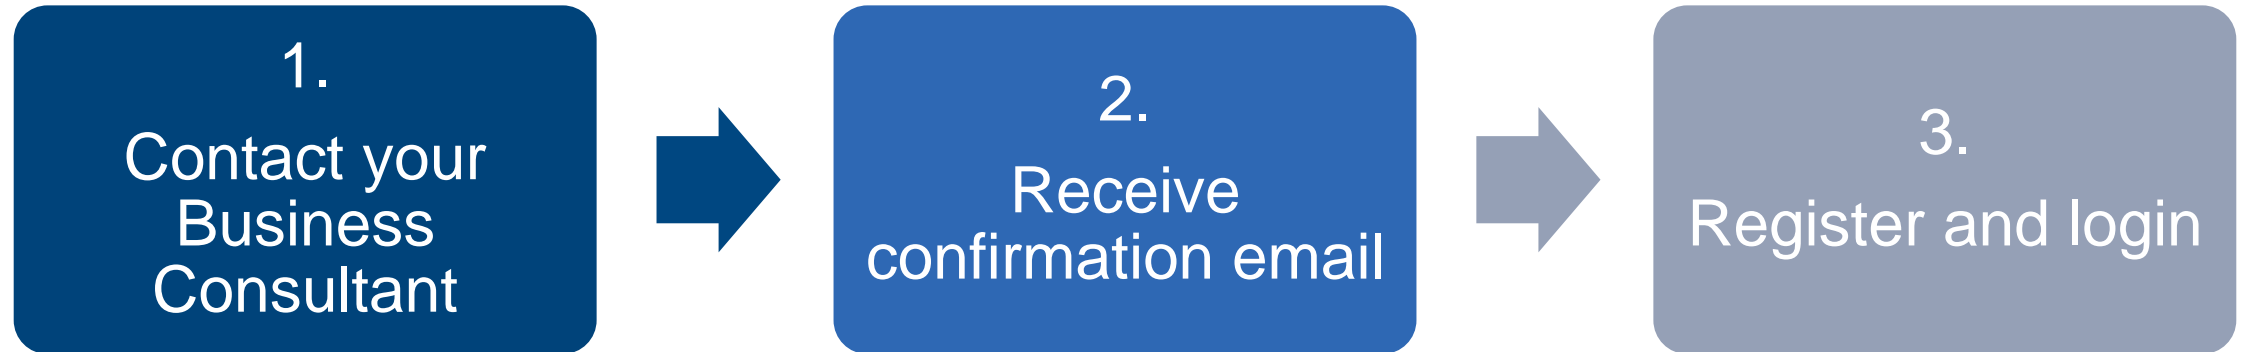 1.
Contact your
Business
Consultant
2.
Receive
confirmation email
3.
Register and login